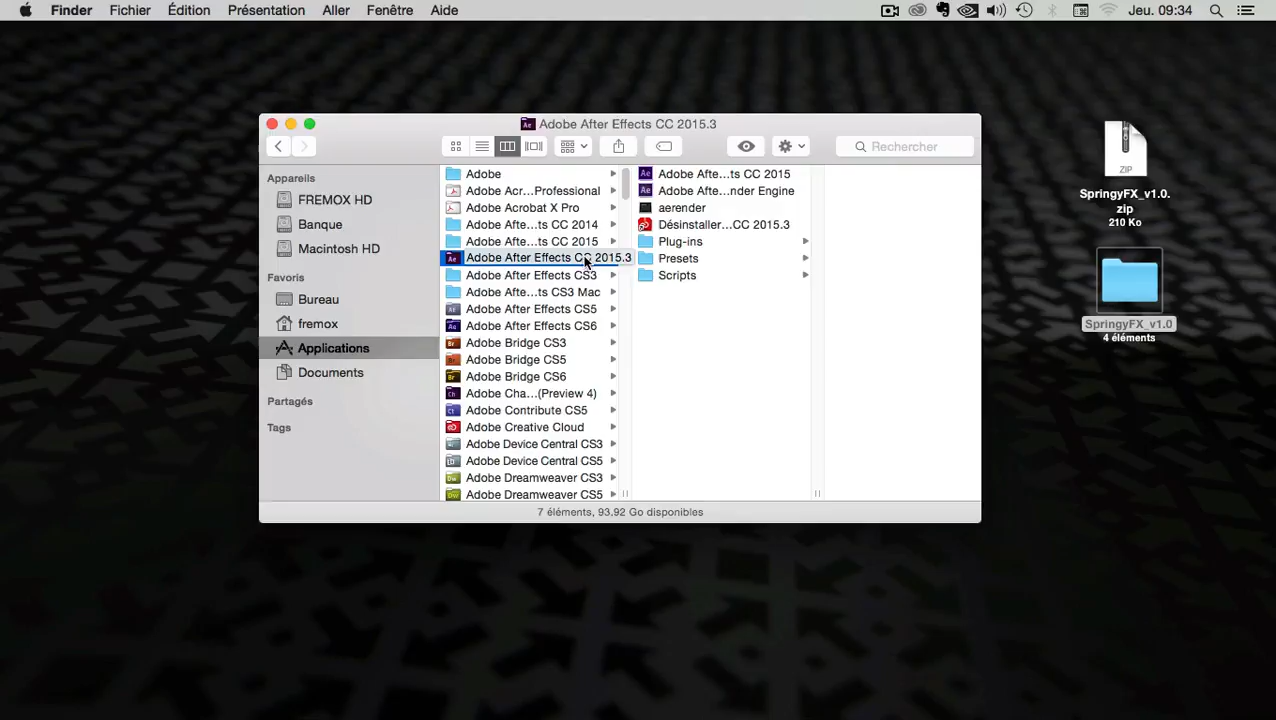 Finder Fichier Édition Présentation Aller Fenêtre Aide Jeu. 09:34
Adobe After Effects CC 2015.3
Rechercher
Appareils
FREMOX HD
Banque
Macintosh HD
Favoris
Bureau
fremox
Applications
Documents
Partagés
Tags
Adobe
Adobe Acr...Professional
Adobe Acrobat X Pro
Adobe Afte...ts CC 2014
Adobe Afte...ts CC 2015
Adobe After Effects CC 2015.3
Adobe After Effects CS3
Adobe Afte...ts CS3 Mac
Adobe After Effects CS5
Adobe After Effects CS6
Adobe Bridge CS3
Adobe Bridge CS5
Adobe Bridge CS6
Adobe Cha...(Preview 4)
Adobe Contribute CS5
Adobe Creative Cloud
Adobe Device Central CS3
Adobe Device Central CS5
Adobe Dreamweaver CS3
Adobe Dreamweaver CS5
Adobe Afte...ts CC 2015
Adobe Afte...nder Engine
aerender
Désinstaller...CC 2015.3
Plug-ins
Presets
Scripts
7 éléments, 93,92 Go disponibles
ZIP
SpringyFX_v1.0.
zip
210 Ko
SpringyFX_v1.0
4 éléments